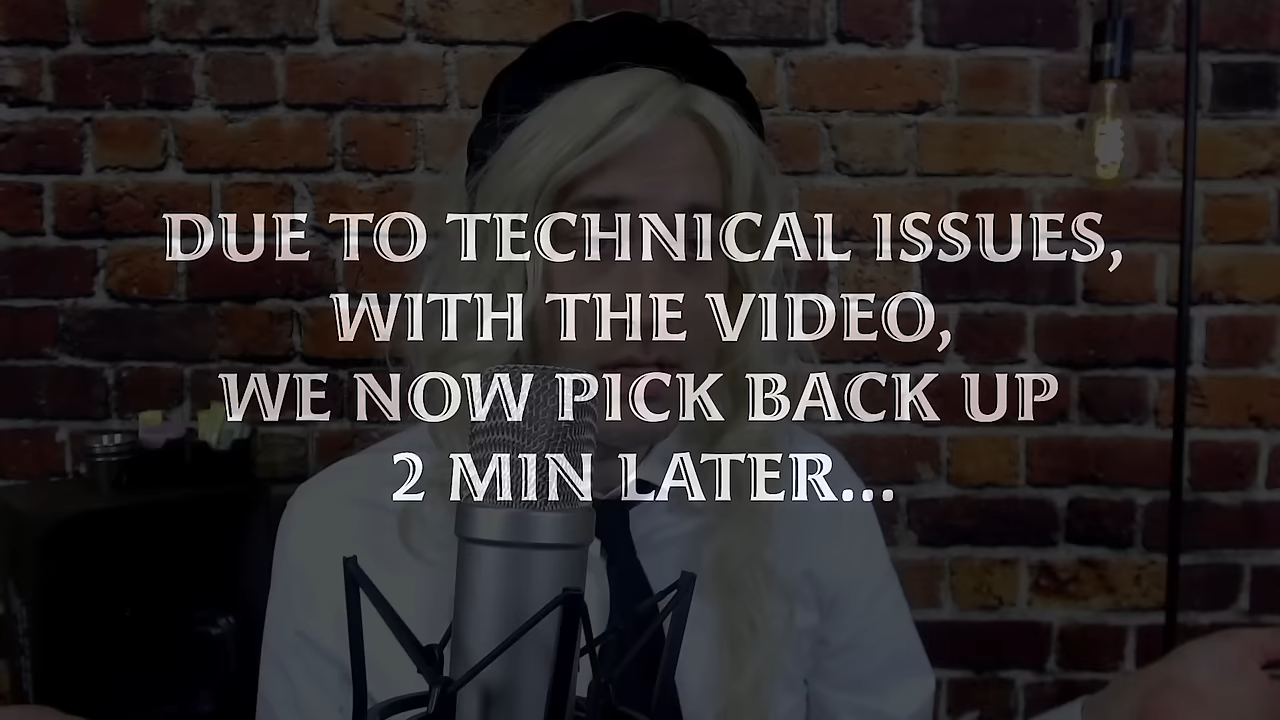 DUE TO TECHNICAL ISSUES,
WITH THE VIDEO,
WE NOW PICK BACK UP
2 MIN LATER...